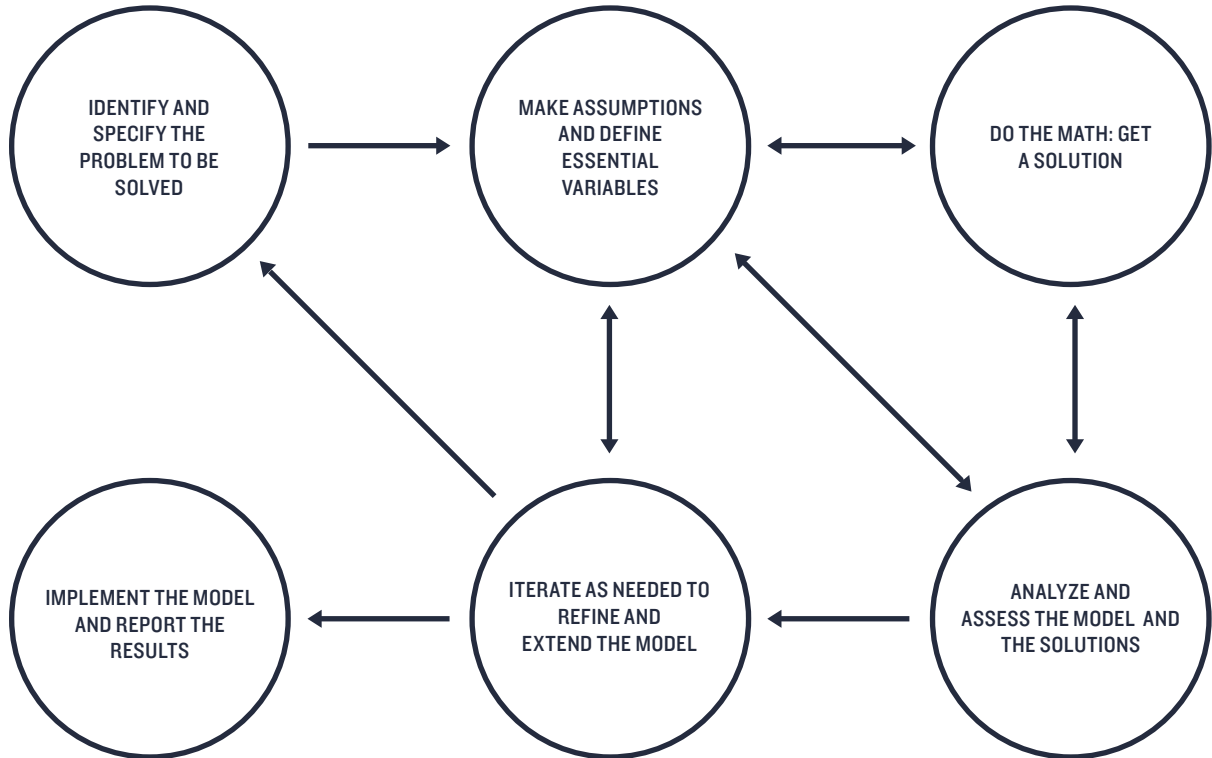 IDENTIFY AND
SPECIFY THE
PROBLEM TO BE
SOLVED
MAKE ASSUMPTIONS
AND DEFINE
ESSENTIAL
VARIABLES
DO THE MATH: GET
A SOLUTION
IMPLEMENT THE MODEL
AND REPORT THE
RESULTS
ITERATE AS NEEDED TO
REFINE AND
EXTEND THE MODEL
ANALYZE AND
ASSESS THE MODEL AND
THE SOLUTIONS